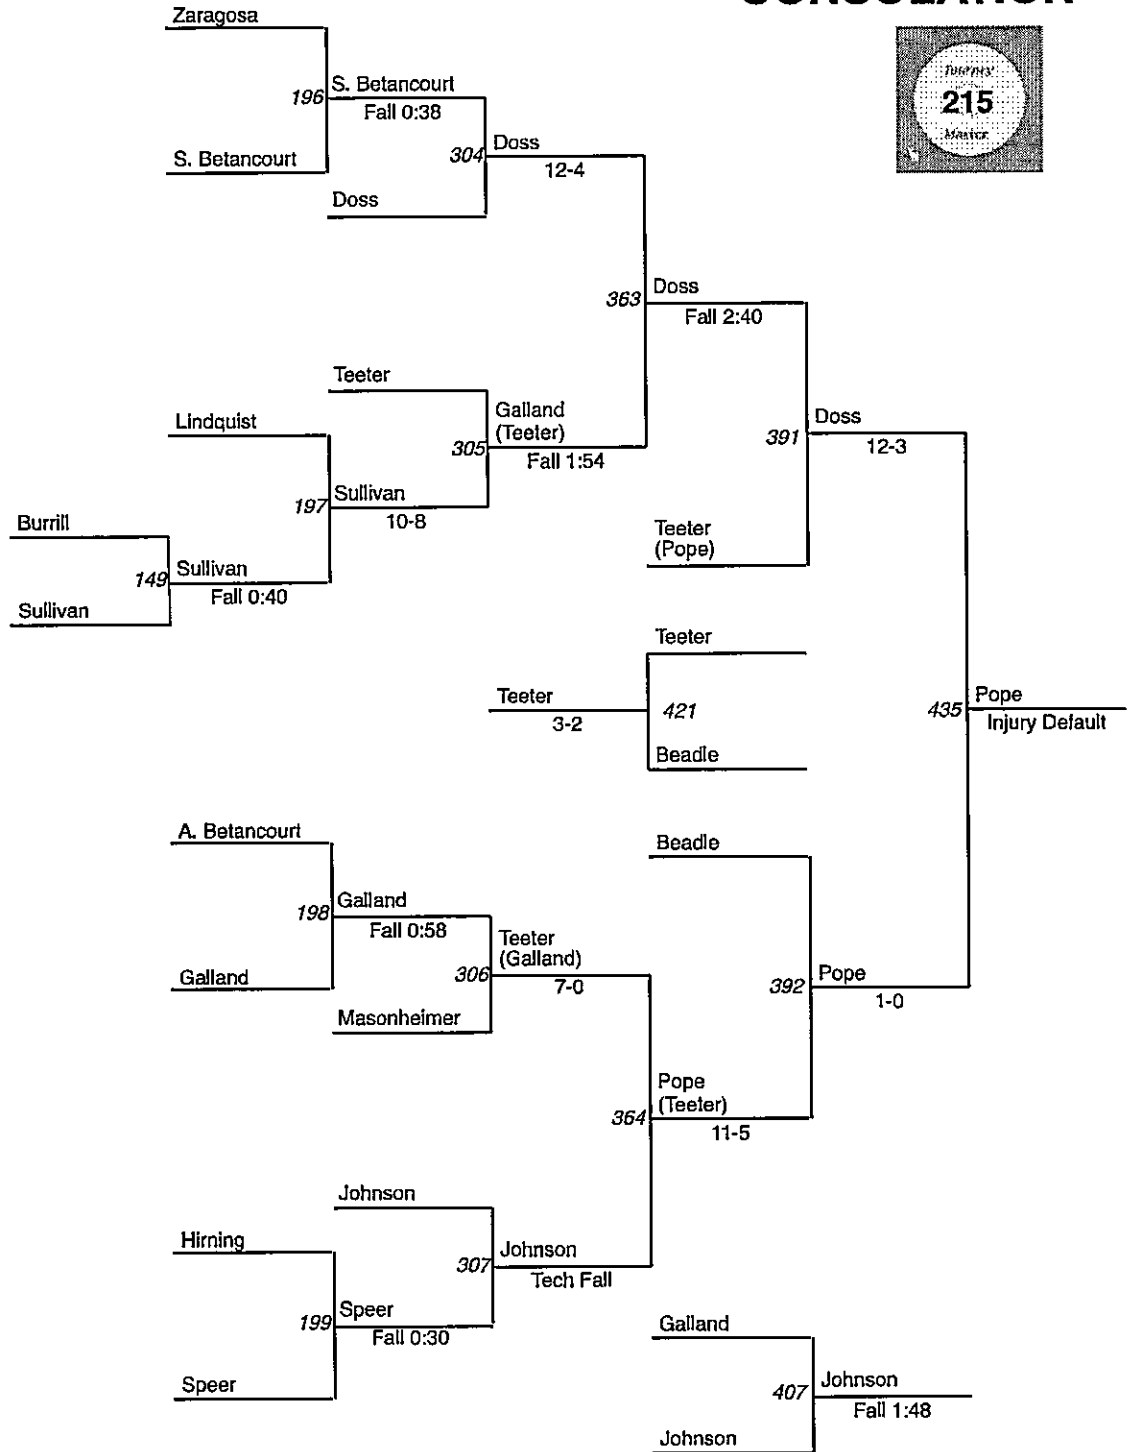 CONSOLATION
Zaragosa
196
S. Betancourt
Fall 0:38
S. Betancourt
304
Doss
12-4
Doss
Tourney
215
Master
363
Doss
Fall 2:40
Teeter
Lindquist
305
Galland
(Teeter)
Fall 1:54
391
Doss
12-3
197
Sullivan
10-8
Burrill
149
Sullivan
Fall 0:40
Sullivan
Teeter
(Pope)
Teeter
Teeter
3-2
421
Beadle
435
Pope
Injury Default
A. Betancourt
Beadle
198
Galland
Fall 0:58
Galland
306
Teeter
(Galland)
7-0
Masonheimer
392
Pope
1-0
364
Pope
(Teeter)
11-5
Johnson
Hirning
307
Johnson
Tech Fall
199
Speer
Fall 0:30
Speer
Galland
407
Johnson
Fall 1:48
Johnson